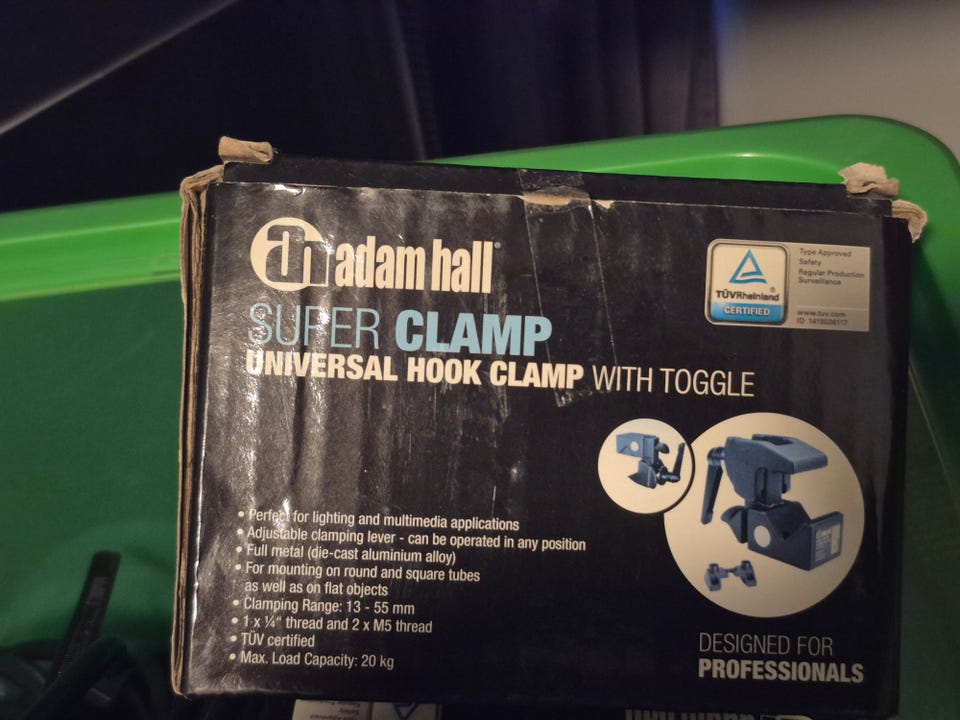 adam hall
SUPER CLAMP
UNIVERSAL HOOK CLAMP WITH TOGGLE
TÜVRheinland®
CERTIFIED
Type Approved
Safety
Regular Production
Surveillance
www.tuv.com
• Perfect for lighting and multimedia applications
• Adjustable clamping lever - can be operated in any position
• Full metal (die-cast aluminium alloy)
• For mounting on round and square tubes
as well as on flat objects
• Clamping Range: 13 - 55 mm
• 1 x ¼" thread and 2 x M5 thread
• TÜV certified
• Max. Load Capacity: 20 kg
DESIGNED FOR
PROFESSIONALS